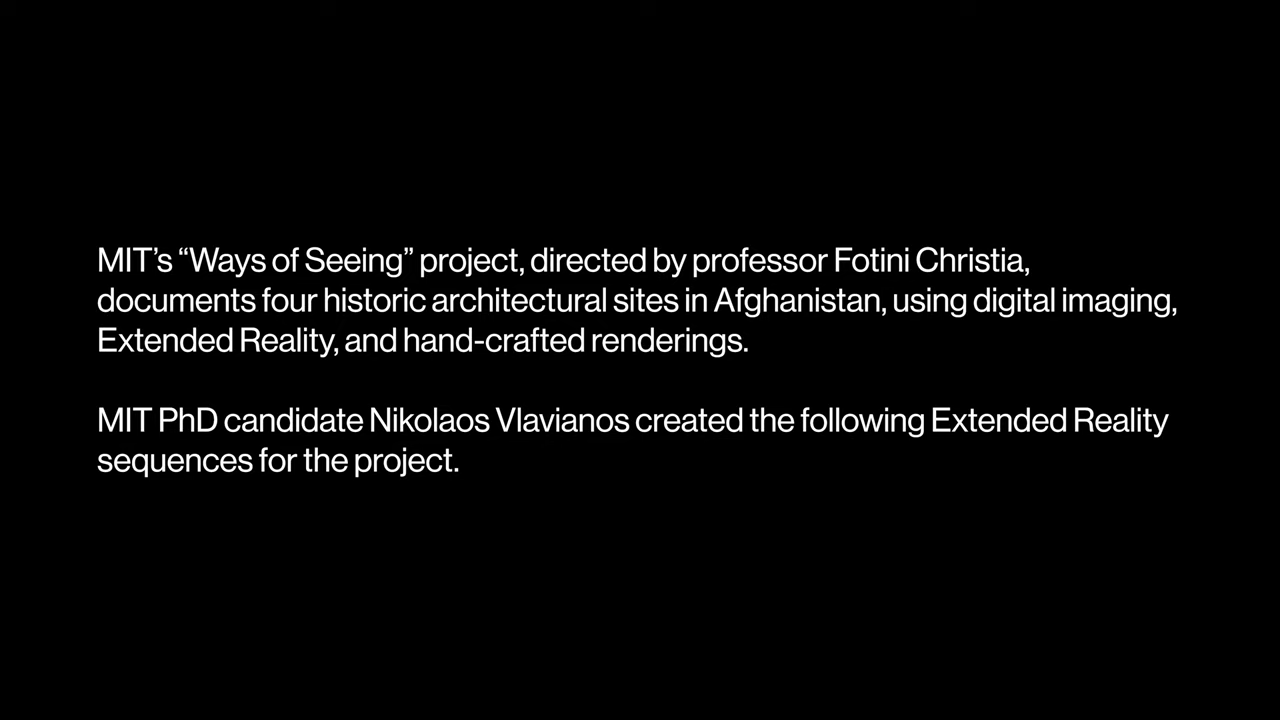 MIT’s “Ways of Seeing” project, directed by professor Fotini Christia,
documents four historic architectural sites in Afghanistan, using digital imaging,
Extended Reality, and hand-crafted renderings.
MIT PhD candidate Nikolaos Vlavianos created the following Extended Reality
sequences for the project.